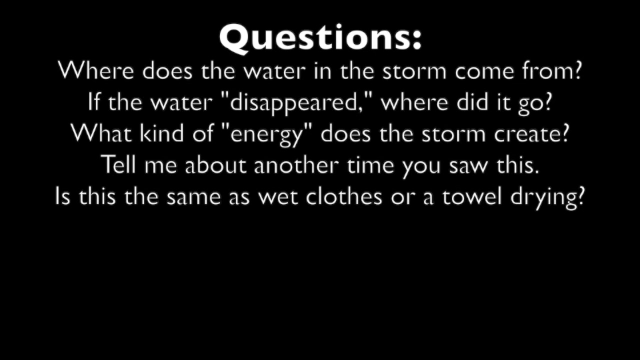 Questions:
Where does the water in the storm come from?
If the water "disappeared," where did it go?
What kind of "energy" does the storm create?
Tell me about another time you saw this.
Is this the same as wet clothes or a towel drying?